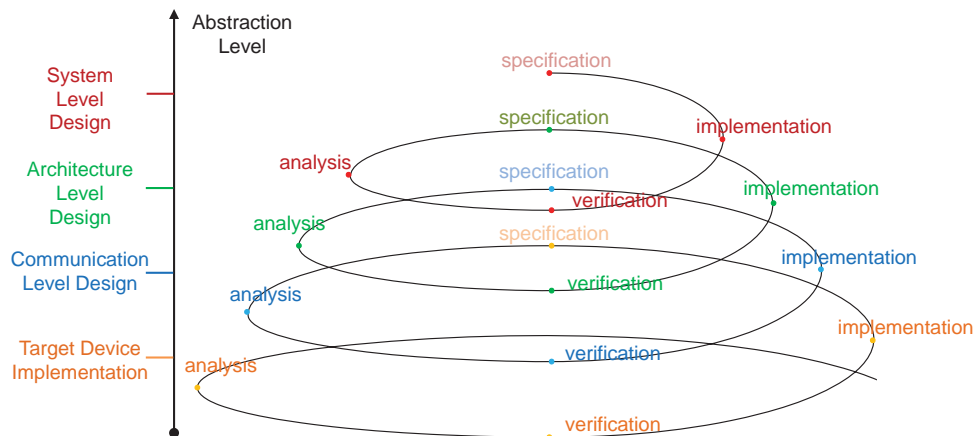 Abstraction
Level
System
Level
Design
Architecture
Level
Design
Communication
Level Design
Target Device
Implementation
specification
implementation
analysis
verification
specification
implementation
analysis
verification
specification
implementation
analysis
verification
specification
implementation
analysis
verification